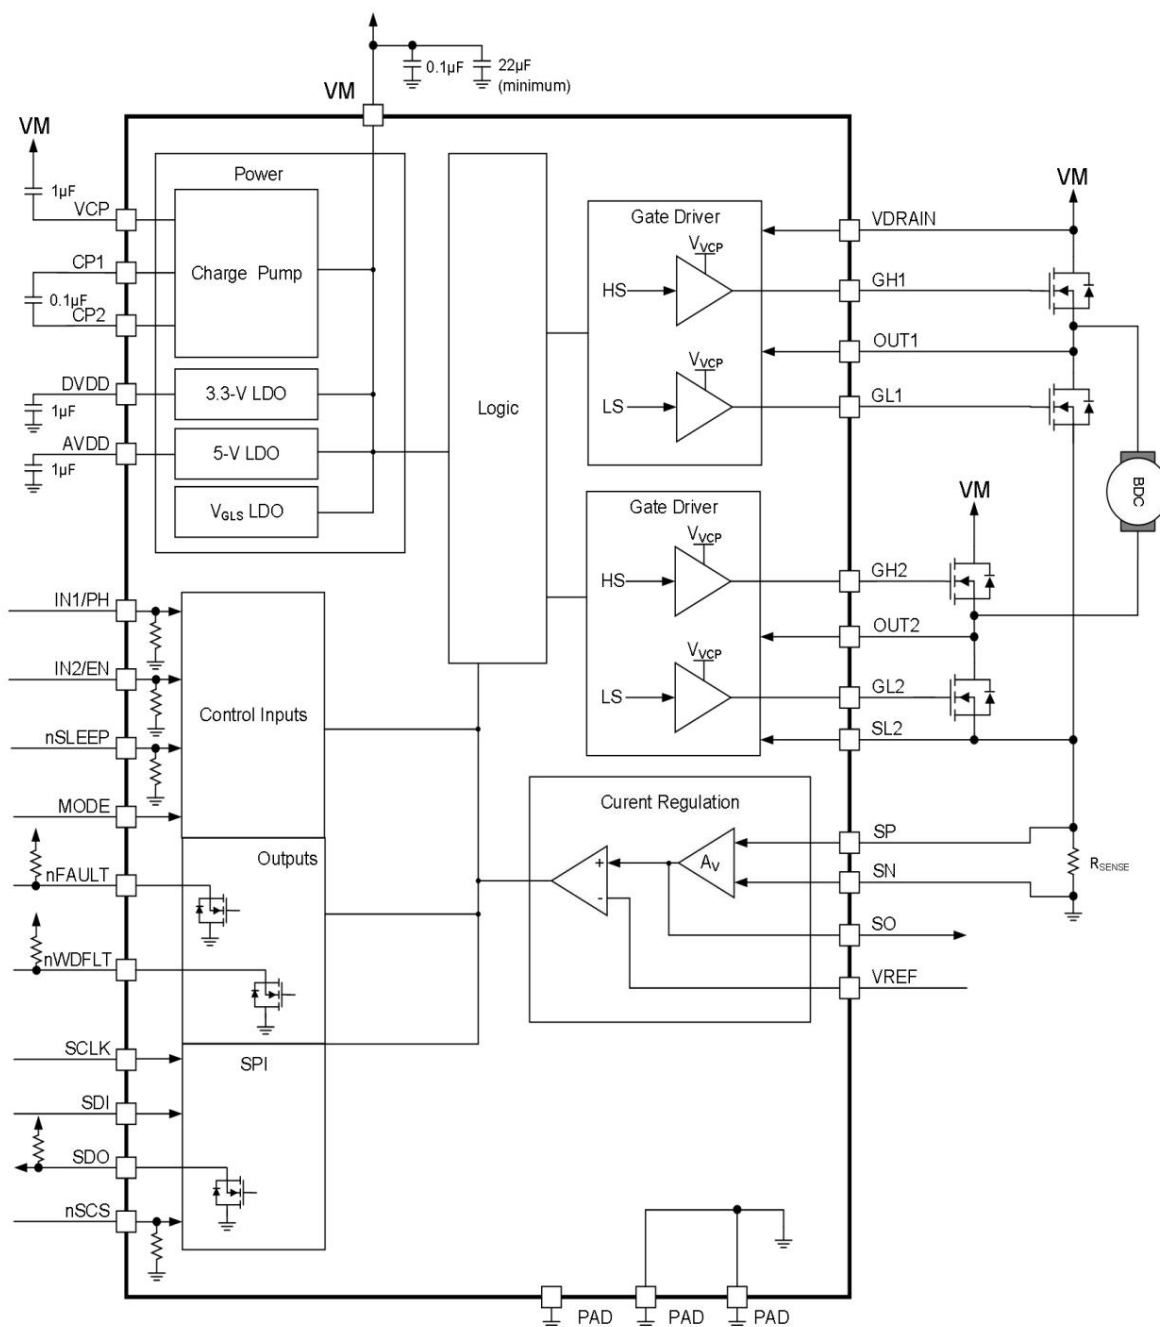 0.1µF
22µF
(minimum)
VM
VM
1µF
VCP
CP1
0.1µF
CP2
DVDD
1µF
AVDD
1µF
Power
Charge Pump
3.3-V LDO
5-V LDO
VGLS LDO
Logic
Gate Driver
VVCP
HS
VVCP
LS
Gate Driver
VVCP
HS
VVCP
LS
VDRAIN
VM
GH1
OUT1
GL1
BDC
VM
GH2
OUT2
GL2
SL2
IN1/PH
IN2/EN
nSLEEP
MODE
Control Inputs
nFAULT
Outputs
nWDFLT
SCLK
SPI
SDI
SDO
nSCS
Curent Regulation
+
-
AV
SP
SN
RSENSE
SO
VREF
PAD
PAD
PAD